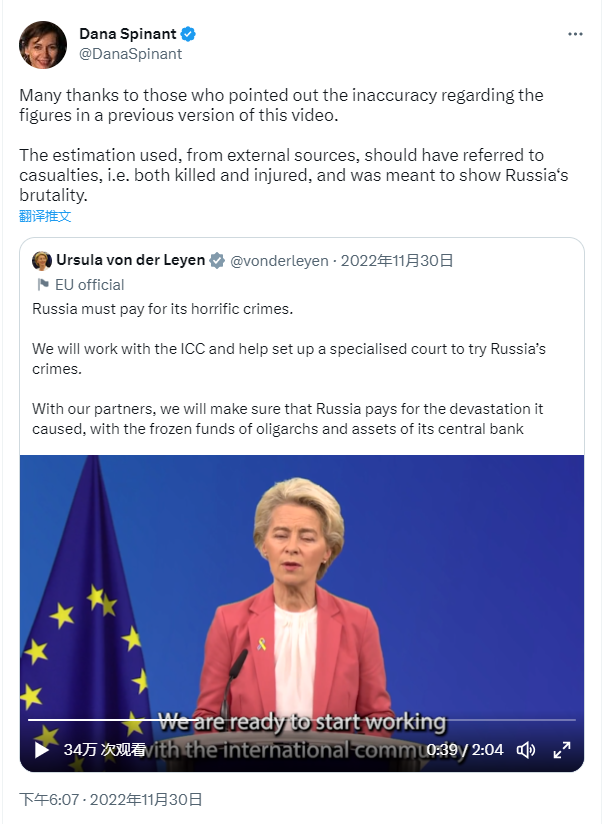 Dana Spinant
@DanaSpinant
Many thanks to those who pointed out the inaccuracy regarding the
figures in a previous version of this video.
The estimation used, from external sources, should have referred to
casualties, i.e. both killed and injured, and was meant to show Russia‘s
brutality.
翻译推文
Ursula von der Leyen @vonderleyen · 2022年11月30日
EU official
Russia must pay for its horrific crimes.
We will work with the ICC and help set up a specialised court to try Russia’s
crimes.
With our partners, we will make sure that Russia pays for the devastation it
caused, with the frozen funds of oligarchs and assets of its central bank
We are ready to start working
with the international community
34万 次观看
0:39 / 2:04
下午6:07 · 2022年11月30日